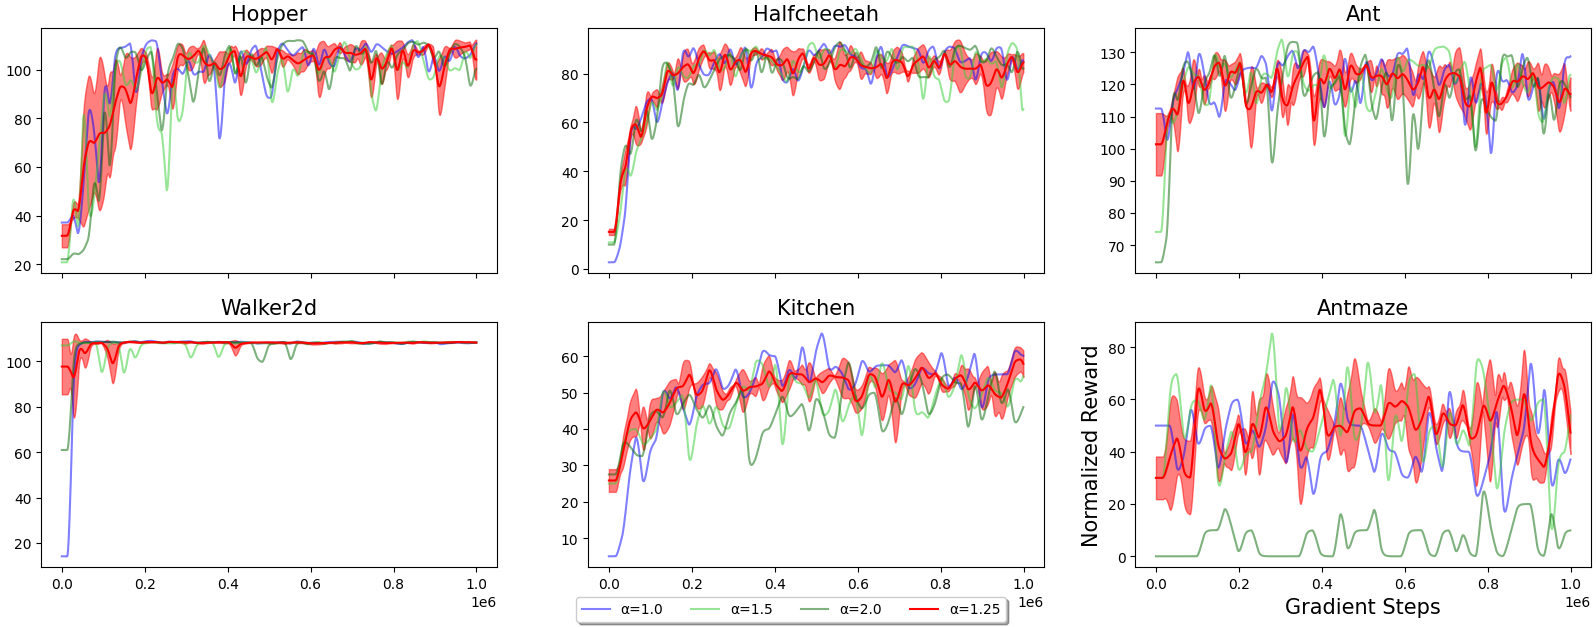 Hopper
100
80
60
40
20
Halfcheetah
80
60
40
20
0
Ant
130
120
110
100
90
80
70
Walker2d
100
80
60
40
20
0.0 0.2 0.4 0.6 0.8 1.0
1e6
Kitchen
60
50
40
30
20
10
0.0 0.2 0.4 0.6 0.8 1.0
1e6
Antmaze
Normalized Reward
80
60
40
20
0
0.0 0.2 0.4 0.6 0.8 1.0
1e6
Gradient Steps
α=1.0 α=1.5 α=2.0 α=1.25